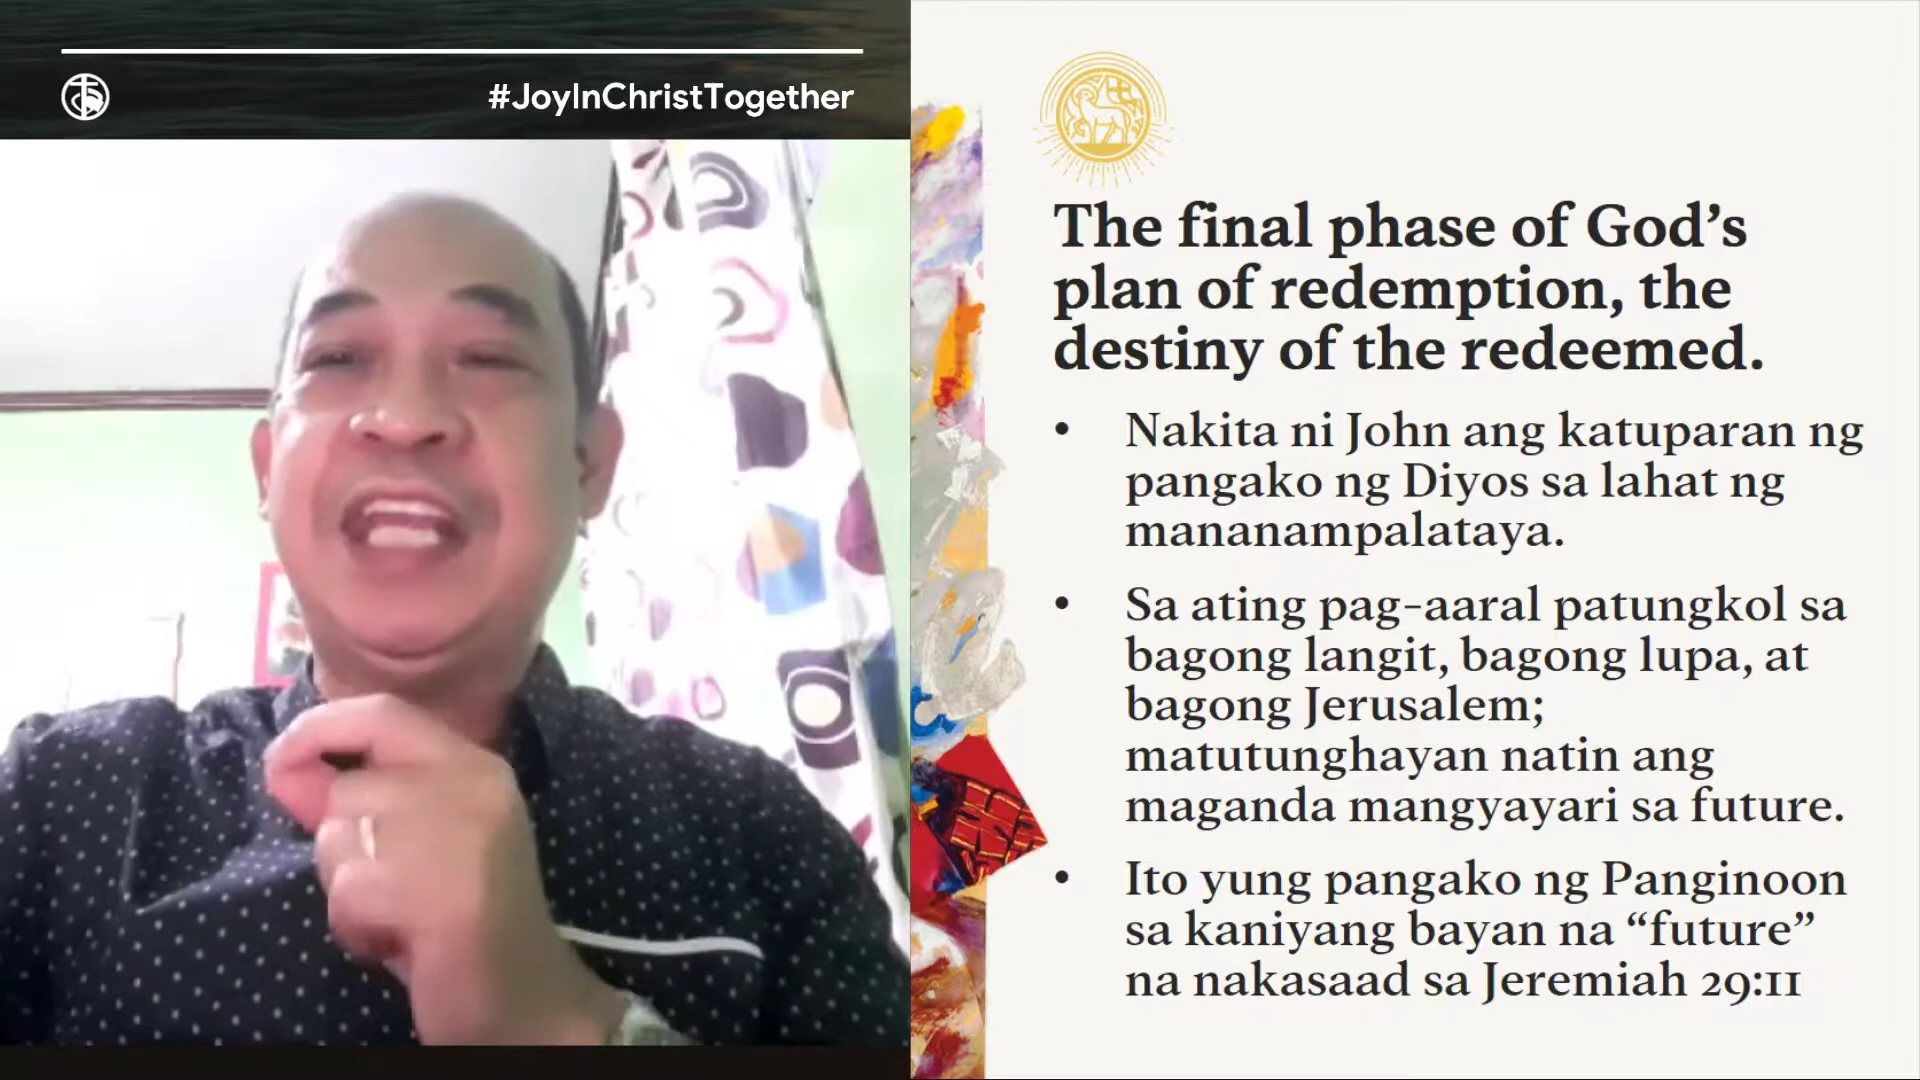 #JoyInChristTogether
The final phase of God’s
plan of redemption, the
destiny of the redeemed.
• Nakita ni John ang katuparan ng
pangako ng Diyos sa lahat ng
mananampalataya.
• Sa ating pag-aaral patungkol sa
bagong langit, bagong lupa, at
bagong Jerusalem;
matutunghayan natin ang
maganda mangyayari sa future.
• Ito yung pangako ng Panginoon
sa kaniyang bayan na “future”
na nakasaad sa Jeremiah 29:11